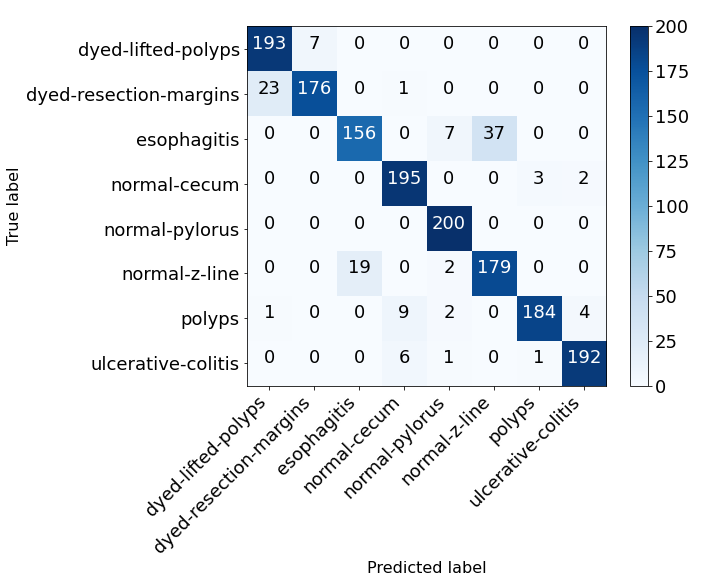 dyed-lifted-polyps 193 7 0 0 0 0 0 0
dyed-resection-margins 23 176 0 1 0 0 0 0
esophagitis 0 0 156 0 7 37 0 0
normal-cecum 0 0 0 195 0 0 3 2
normal-pylorus 0 0 0 0 200 0 0 0
normal-z-line 0 0 19 0 2 179 0 0
polyps 1 0 0 9 2 0 184 4
ulcerative-colitis 0 0 0 6 1 0 1 192
True label
dyed-lifted-polyps
dyed-resection-margins
esophagitis
normal-cecum
normal-pylorus
normal-z-line
polyps
ulcerative-colitis
Predicted label
200
175
150
125
100
75
50
25
0